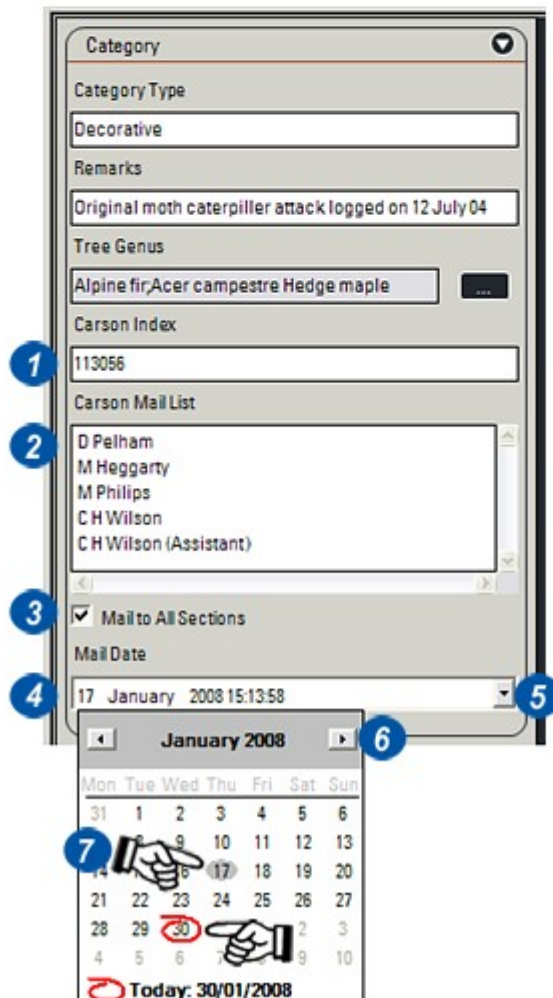 Category
Category Type
Decorative
Remarks
Original moth caterpiller attack logged on 12 July 04
Tree Genus
Alpine fir;Acer campestre Hedge maple ...
Carson Index
1 113056
Carson Mail List
2 D Pelham
M Heggarty
M Philips
C H Wilson
C H Wilson (Assistant)
3 Mail to All Sections
Mail Date
4 17 January 2008 15:13:58 5
January 2008 6
Mon Tue Wed Thu Fri Sat Sun
31 1 2 3 4 5 6
7 9 10 11 12 13
14 16 17 18 19 20
21 22 23 24 25 26 27
28 29 30 2 3
4 5 6 7 9 10
Today: 30/01/2008